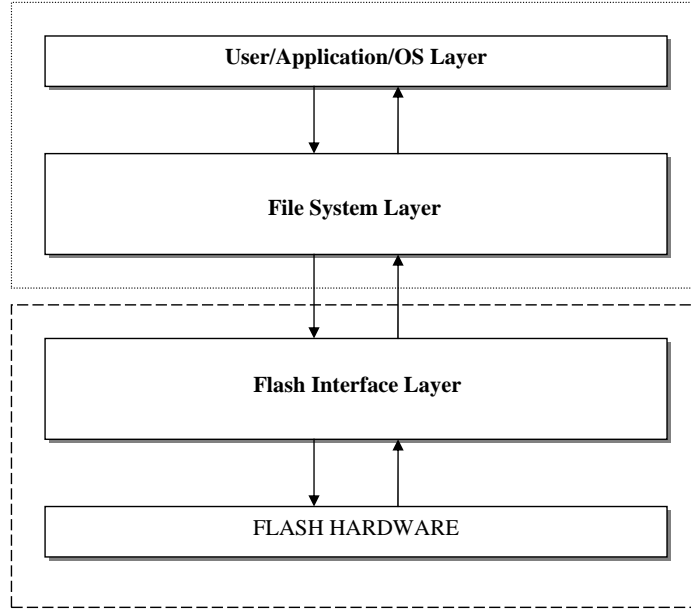 User/Application/OS Layer
File System Layer
Flash Interface Layer
FLASH HARDWARE